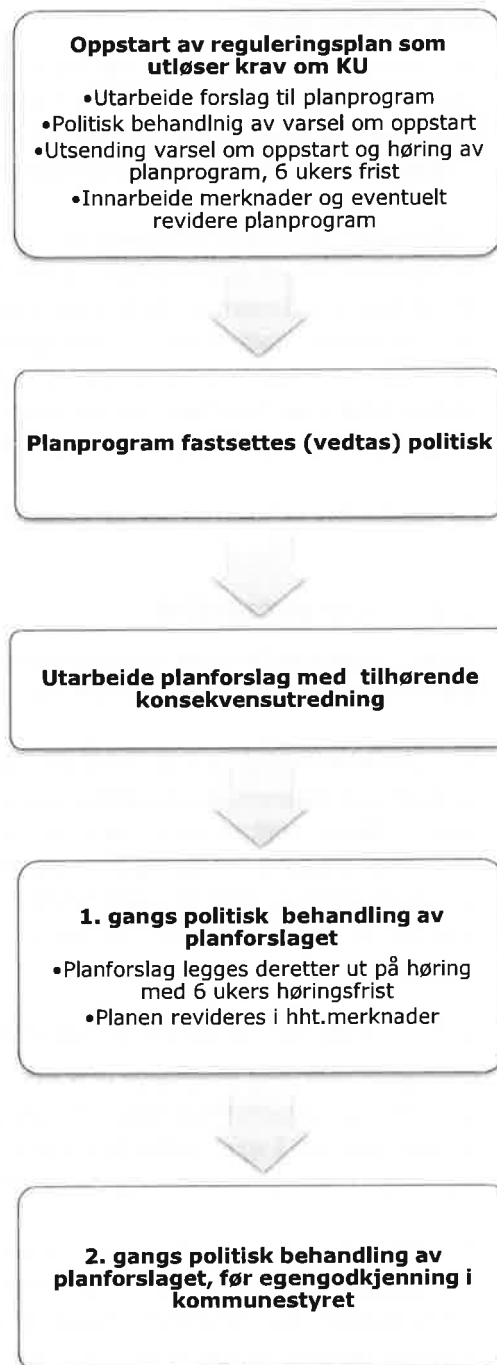 Oppstart av reguleringsplan som
utløser krav om KU
•Utarbeide forslag til planprogram
•Politisk behandlnig av varsel om oppstart
•Utsending varsel om oppstart og høring av
planprogram, 6 ukers frist
•Innarbeide merknader og eventuelt
revidere planprogram
Planprogram fastsettes (vedtas) politisk
Utarbeide planforslag med tilhørende
konsekvensutredning
1. gangs politisk behandling av
planforslaget
•Planforslag legges deretter ut på høring
med 6 ukers høringsfrist
•Planen revideres i hht.merknader
2. gangs politisk behandling av
planforslaget, før egengodkjenning i
kommunestyret